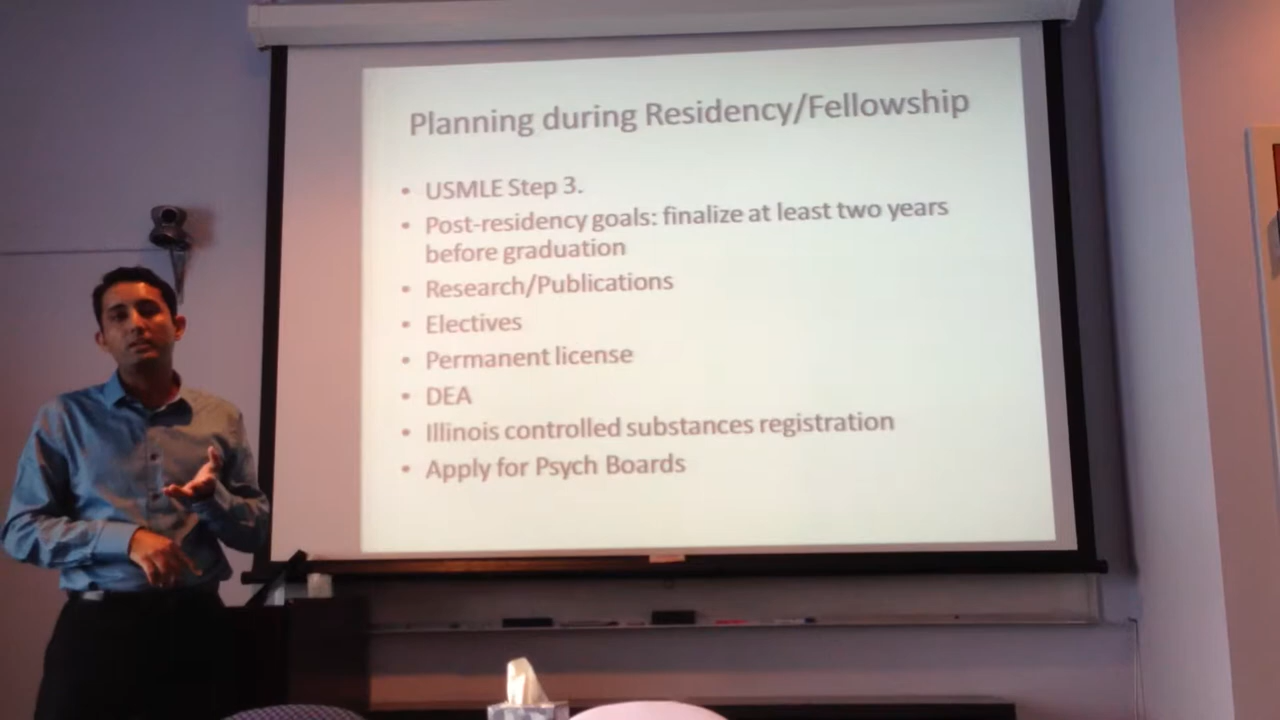 Planning during Residency/Fellowship
• USMLE Step 3.
• Post-residency goals: finalize at least two years
before graduation
• Research/Publications
• Electives
• Permanent license
• DEA
• Illinois controlled substances registration
• Apply for Psych Boards